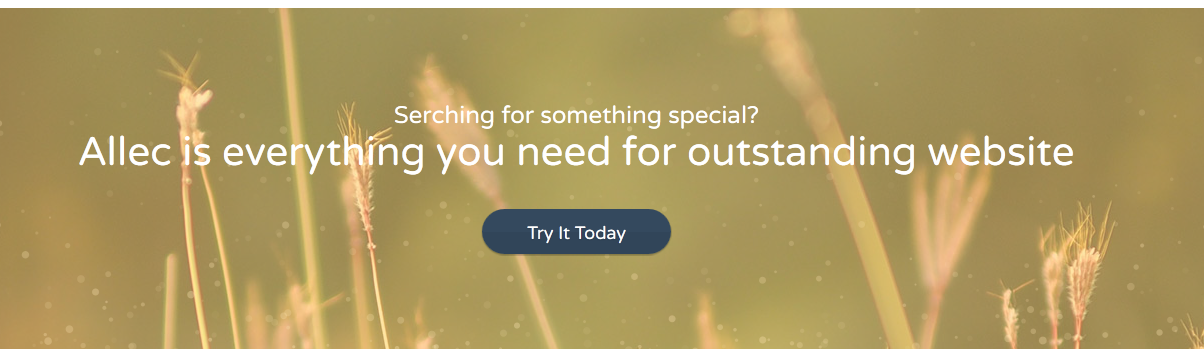 Serching for something special?
Allec is everything you need for outstanding website
Try It Today